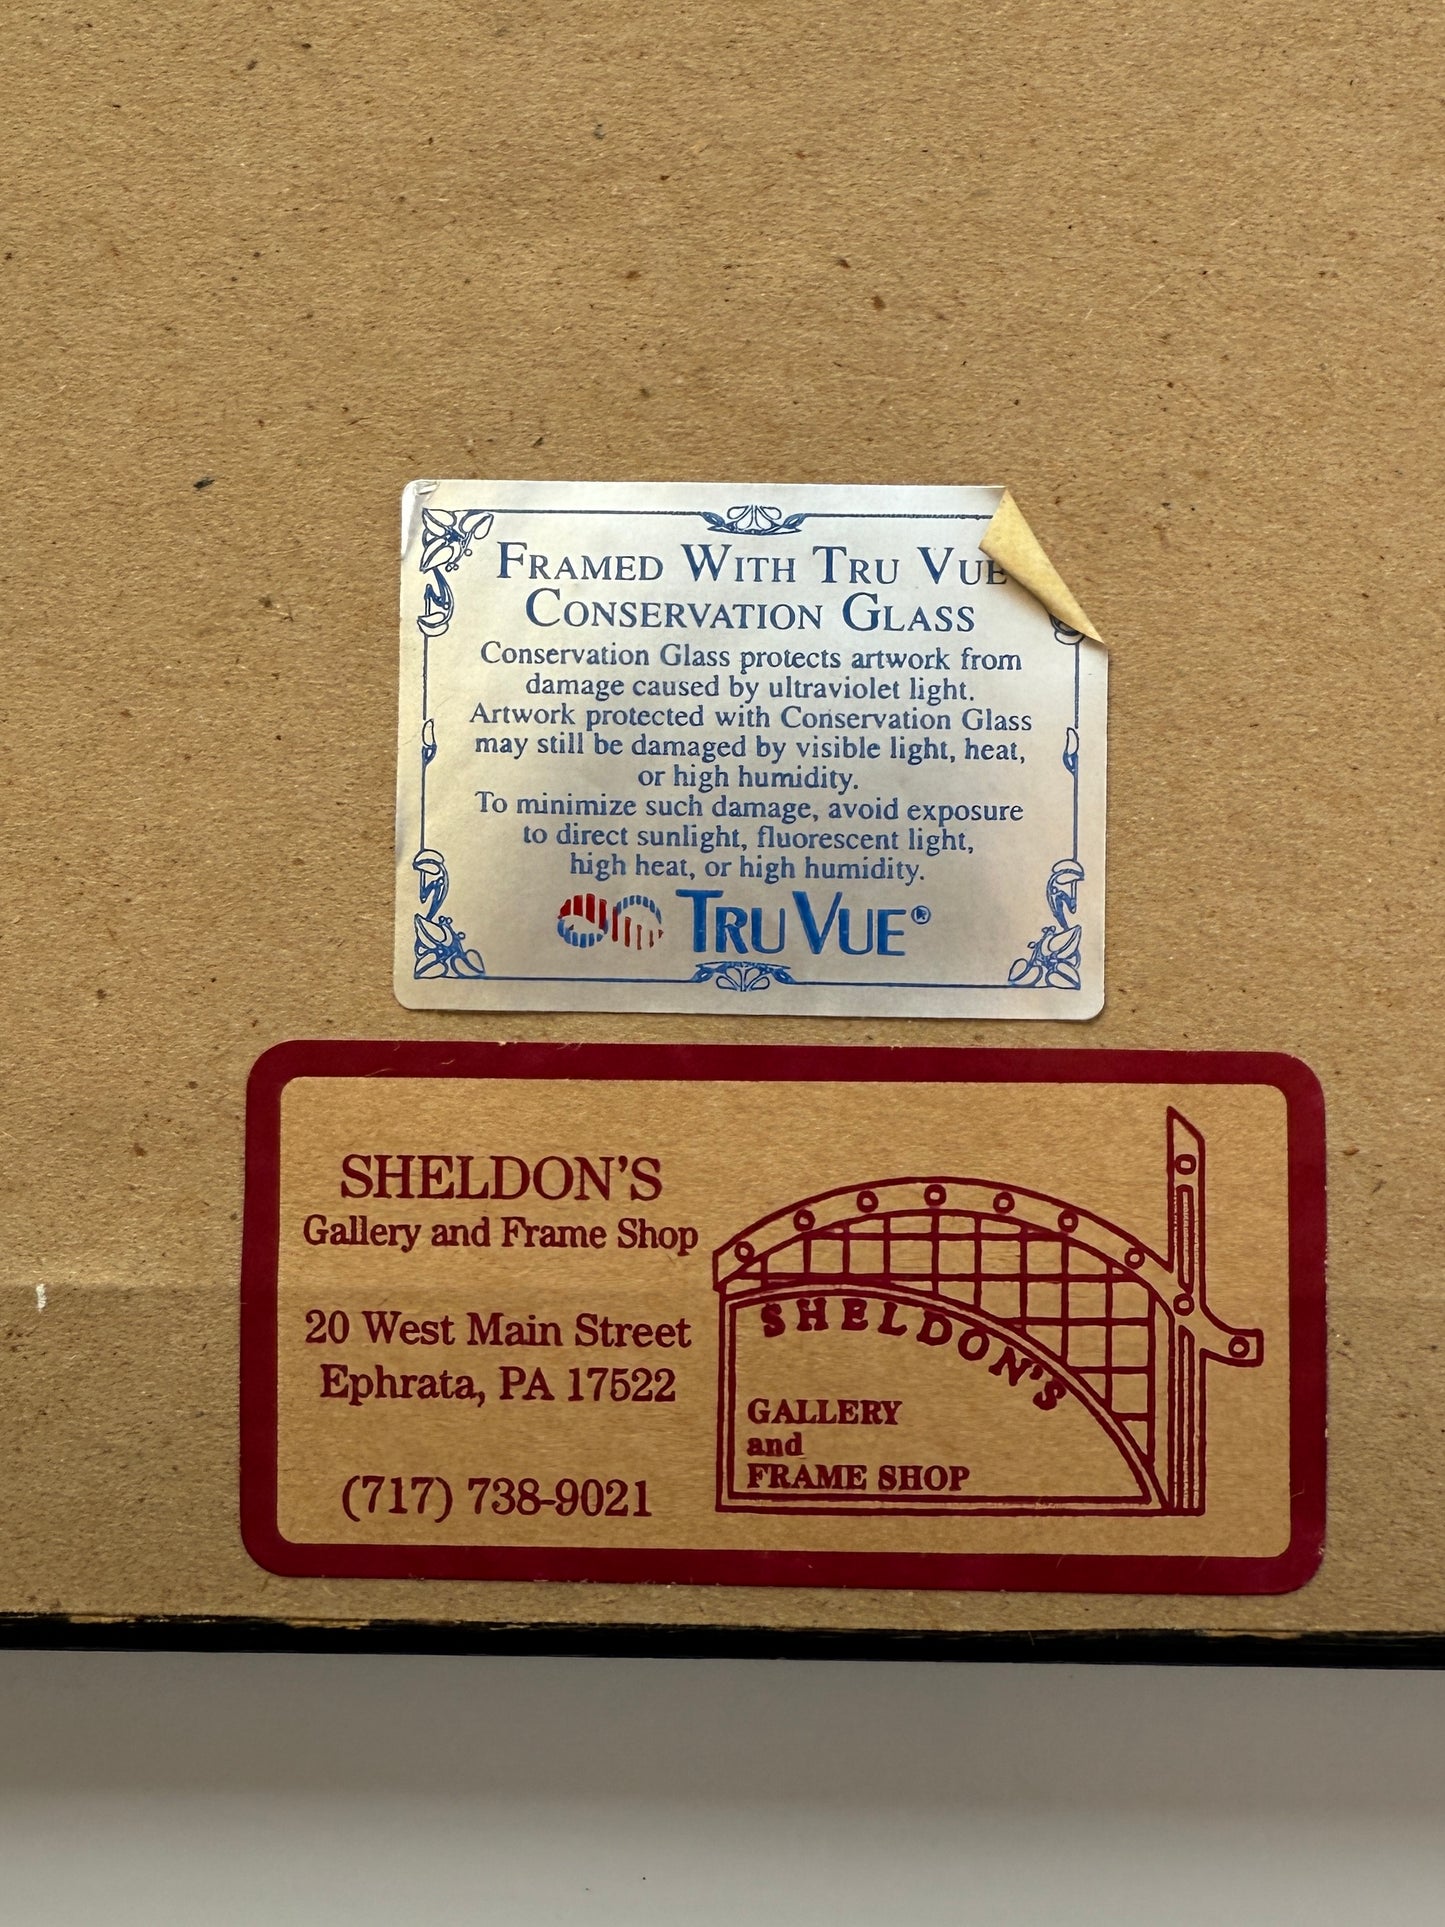 FRAMED WITH TRU VUE
CONSERVATION GLASS
Conservation Glass protects artwork from
damage caused by ultraviolet light.
Artwork protected with Conservation Glass
may still be damaged by visible light, heat,
or high humidity.
To minimize such damage, avoid exposure
to direct sunlight, fluorescent light,
high heat, or high humidity.
TRU VUE®
SHELDON'S
Gallery and Frame Shop
20 West Main Street
Ephrata, PA 17522
(717) 738-9021
SHELDON'S
GALLERY
and
FRAME SHOP